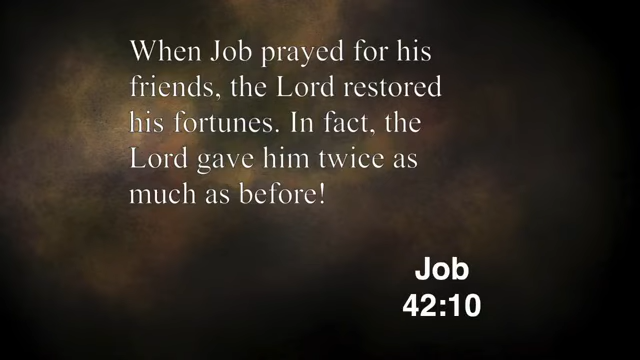 When Job prayed for his
friends, the Lord restored
his fortunes. In fact, the
Lord gave him twice as
much as before!
Job
42:10